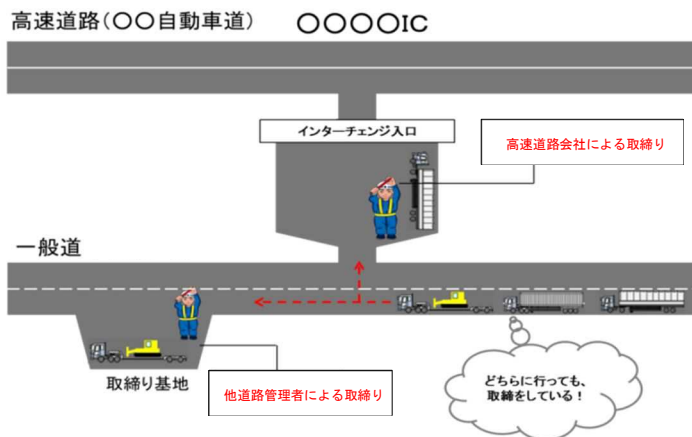 高速道路(〇〇自動車道)　〇〇〇〇IC
インターチェンジ入口
高速道路会社による取締り
一般道
取締り基地
他道路管理者による取締り
どちらに行っても、
取締をしている！